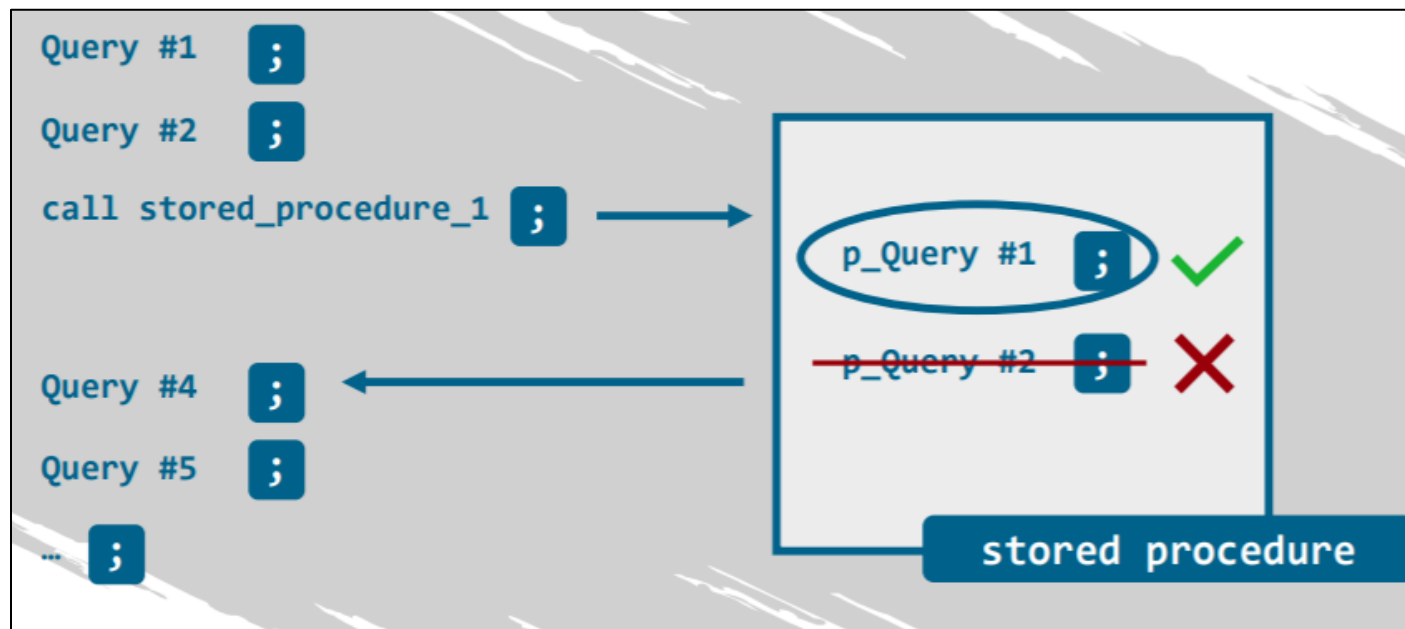 Query #1 ;
Query #2 ;
call stored_procedure_1 ;
p_Query #1 ;
p_Query #2 ;
Query #4 ;
Query #5 ;
… ;
stored procedure